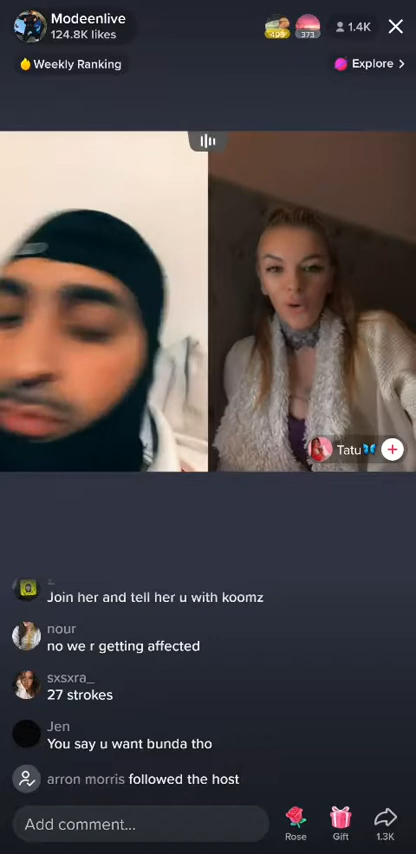 Modeenlive
124.8K likes
409
373
1.4K
Weekly Ranking
Explore >
Tatu🦋
Join her and tell her u with koomz
nour
no we r getting affected
sxsxra_
27 strokes
Jen
You say u want bunda tho
arron morris followed the host
Add comment...
Rose
Gift
1.3K